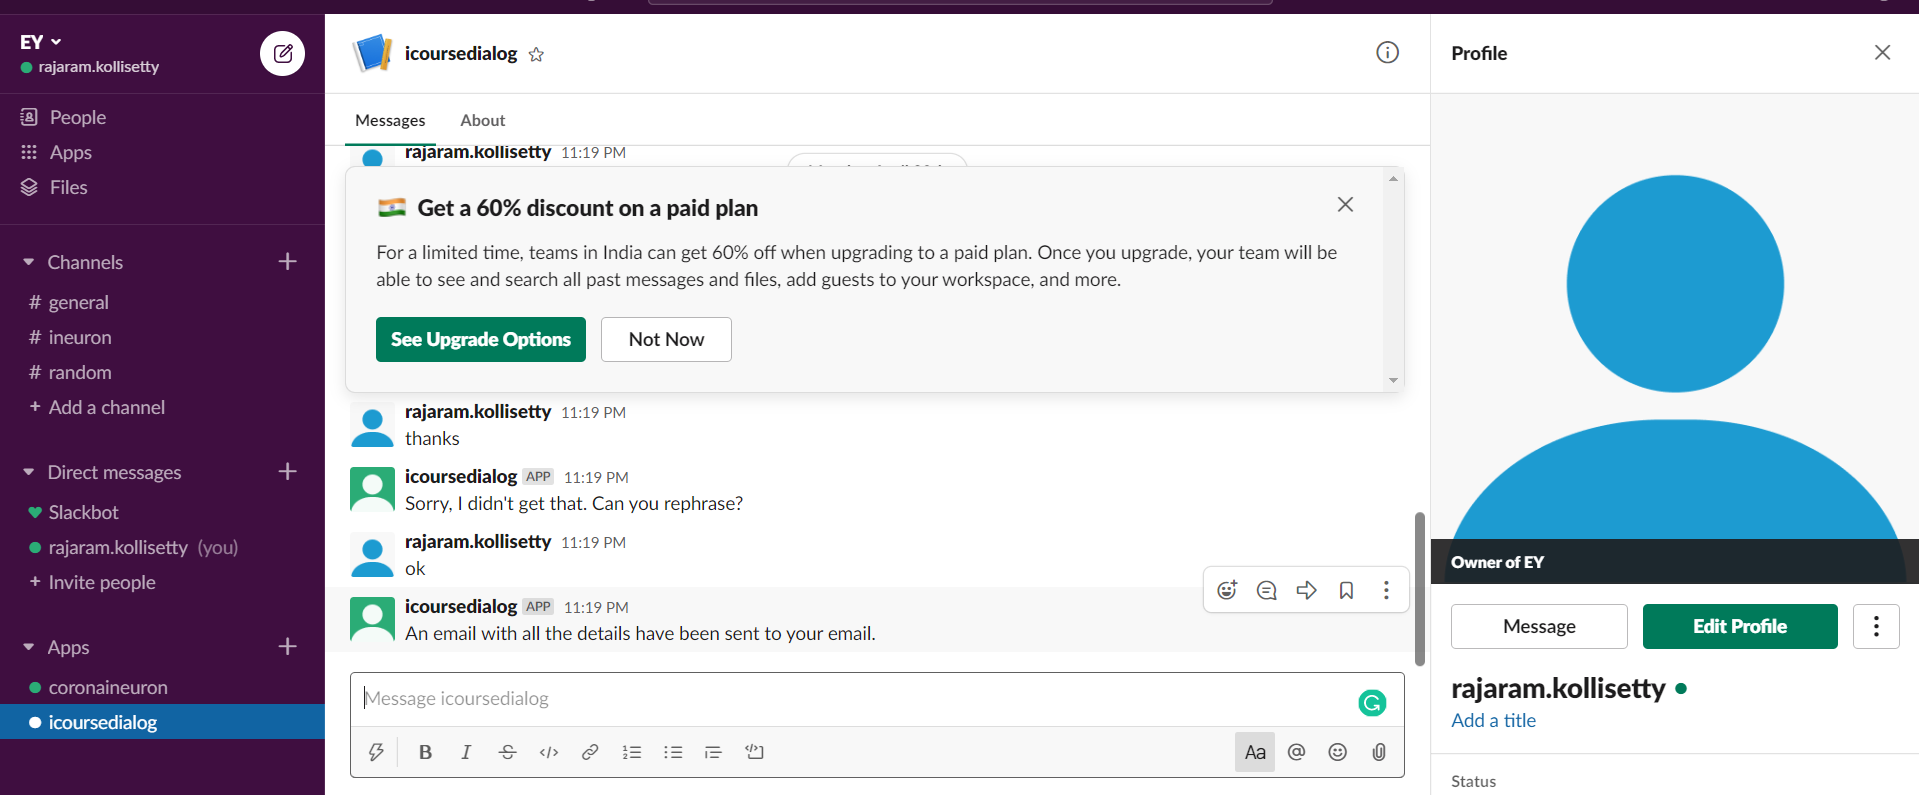 EY
rajaram.kollisetty
People
Apps
Files
Channels
# general
# ineuron
# random
+ Add a channel
Direct messages
Slackbot
rajaram.kollisetty (you)
+ Invite people
Apps
coronaineuron
icoursedialog
icoursedialog
Messages
About
rajaram.kollisetty 11:19 PM
Get a 60% discount on a paid plan
For a limited time, teams in India can get 60% off when upgrading to a paid plan. Once you upgrade, your team will be
able to see and search all past messages and files, add guests to your workspace, and more.
See Upgrade Options
Not Now
rajaram.kollisetty 11:19 PM
thanks
icoursedialog APP 11:19 PM
Sorry, I didn't get that. Can you rephrase?
rajaram.kollisetty 11:19 PM
ok
icoursedialog APP 11:19 PM
An email with all the details have been sent to your email.
Message icoursedialog
B I S </> Aa @
Profile
Owner of EY
Message
Edit Profile
rajaram.kollisetty
Add a title
Status